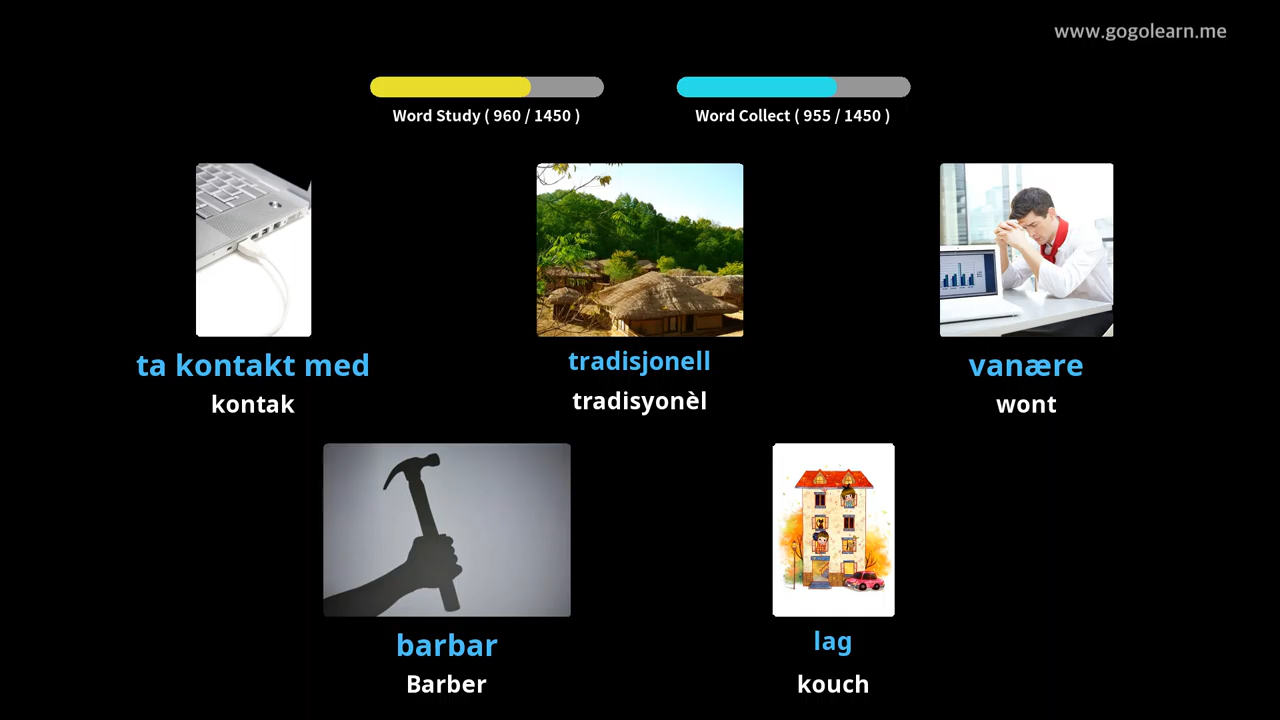 www.gogolearn.me
Word Study ( 960 / 1450 )
Word Collect ( 955 / 1450 )
ta kontakt med
kontak
tradisjonell
tradisyonèl
vanære
wont
barbar
Barber
lag
kouch